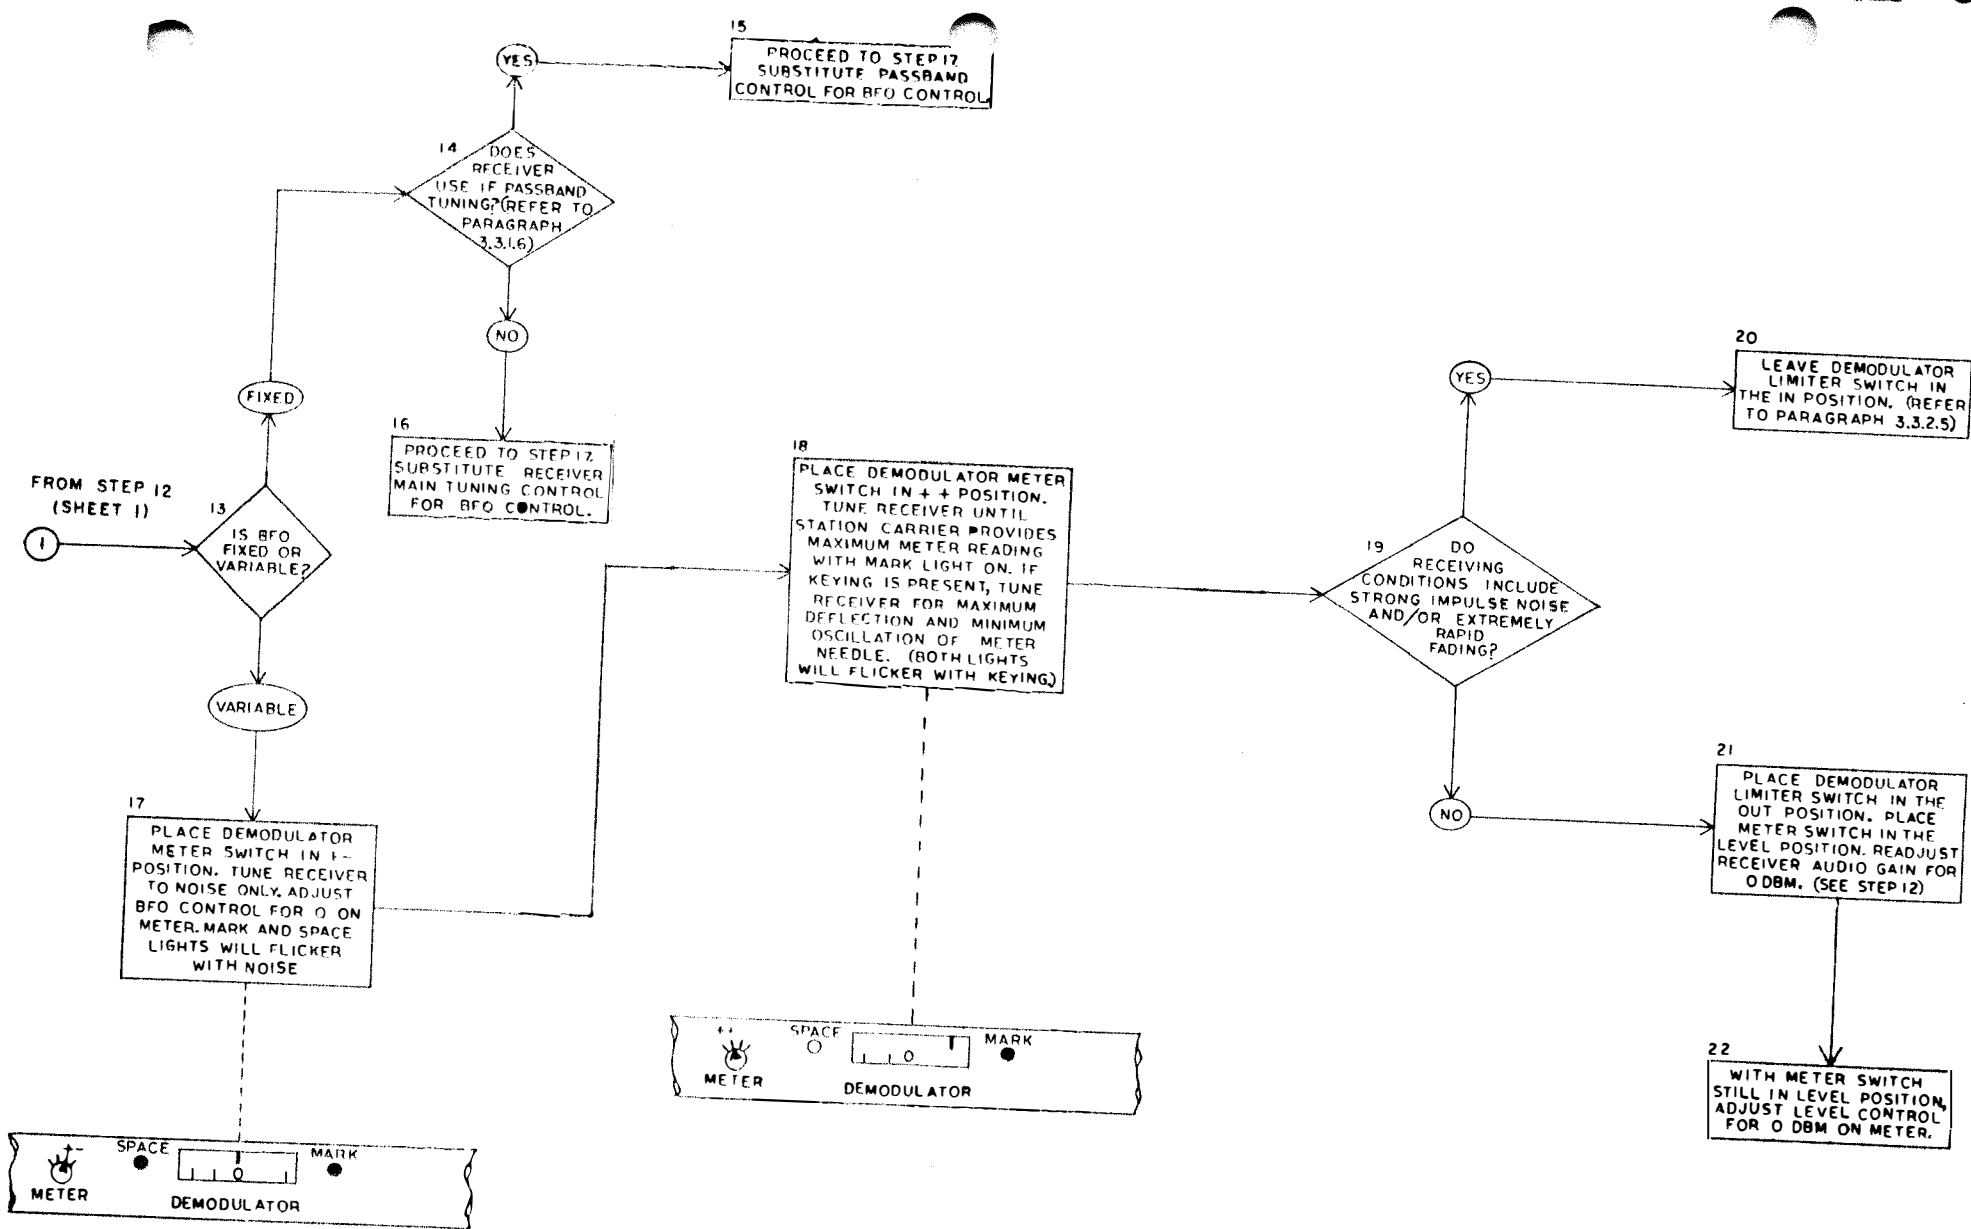 FROM STEP 12
(SHEET 1)
1
13
IS BFO
FIXED OR
VARIABLE?
FIXED
14
DOES
RECEIVER
USE IF PASSBAND
TUNING?(REFER TO
PARAGRAPH
3.3.1.6)
YES
15
PROCEED TO STEP 17.
SUBSTITUTE PASSBAND
CONTROL FOR BFO CONTROL.
NO
16
PROCEED TO STEP 17.
SUBSTITUTE RECEIVER
MAIN TUNING CONTROL
FOR BFO CONTROL.
VARIABLE
17
PLACE DEMODULATOR
METER SWITCH IN +-
POSITION. TUNE RECEIVER
TO NOISE ONLY. ADJUST
BFO CONTROL FOR 0 ON
METER. MARK AND SPACE
LIGHTS WILL FLICKER
WITH NOISE
+-
METER
SPACE
0
MARK
DEMODULATOR
18
PLACE DEMODULATOR METER
SWITCH IN + + POSITION.
TUNE RECEIVER UNTIL
STATION CARRIER PROVIDES
MAXIMUM METER READING
WITH MARK LIGHT ON. IF
KEYING IS PRESENT, TUNE
RECEIVER FOR MAXIMUM
DEFLECTION AND MINIMUM
OSCILLATION OF METER
NEEDLE. (BOTH LIGHTS
WILL FLICKER WITH KEYING.)
++
METER
SPACE
0
MARK
DEMODULATOR
19
DO
RECEIVING
CONDITIONS INCLUDE
STRONG IMPULSE NOISE
AND/OR EXTREMELY
RAPID
FADING?
YES
20
LEAVE DEMODULATOR
LIMITER SWITCH IN
THE IN POSITION. (REFER
TO PARAGRAPH 3.3.2.5)
NO
21
PLACE DEMODULATOR
LIMITER SWITCH IN THE
OUT POSITION. PLACE
METER SWITCH IN THE
LEVEL POSITION. READJUST
RECEIVER AUDIO GAIN FOR
0 DBM. (SEE STEP 12)
22
WITH METER SWITCH
STILL IN LEVEL POSITION,
ADJUST LEVEL CONTROL
FOR 0 DBM ON METER.